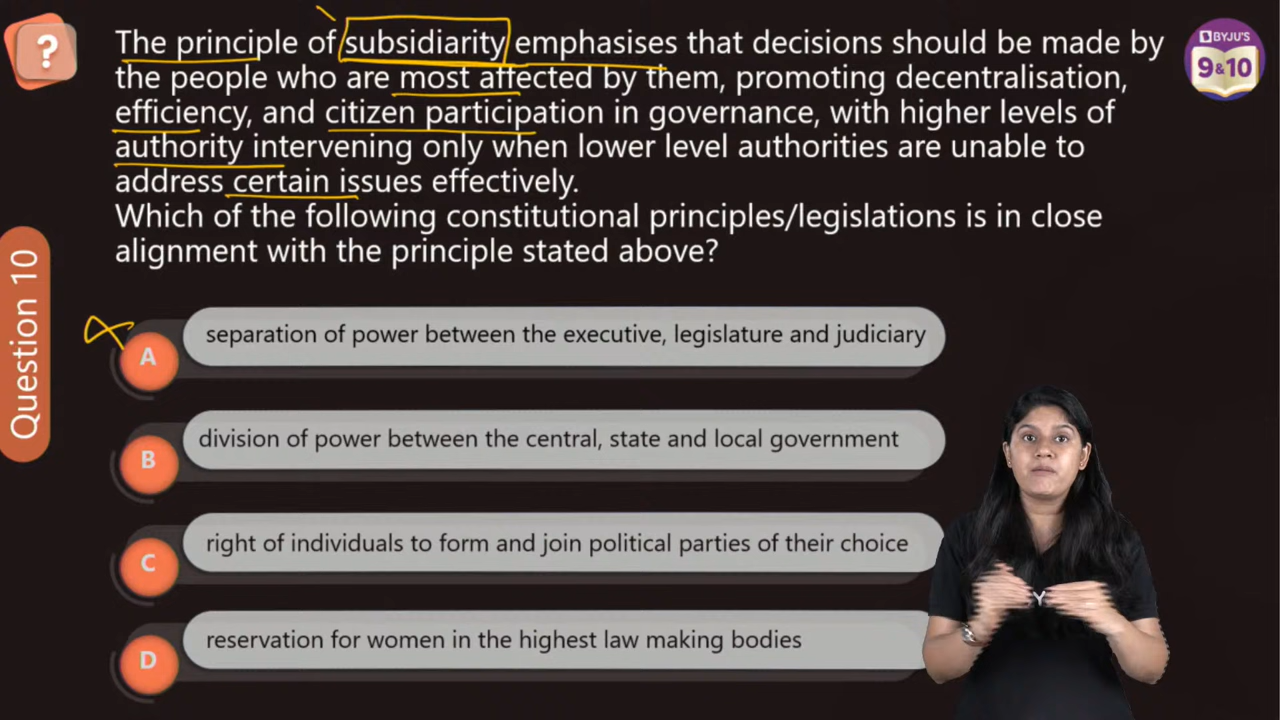 ?
The principle of subsidiarity emphasises that decisions should be made by
the people who are most affected by them, promoting decentralisation,
efficiency, and citizen participation in governance, with higher levels of
authority intervening only when lower level authorities are unable to
address certain issues effectively.
Which of the following constitutional principles/legislations is in close
alignment with the principle stated above?
BYJU'S
9&10
Question 10
A separation of power between the executive, legislature and judiciary
B division of power between the central, state and local government
C right of individuals to form and join political parties of their choice
D reservation for women in the highest law making bodies